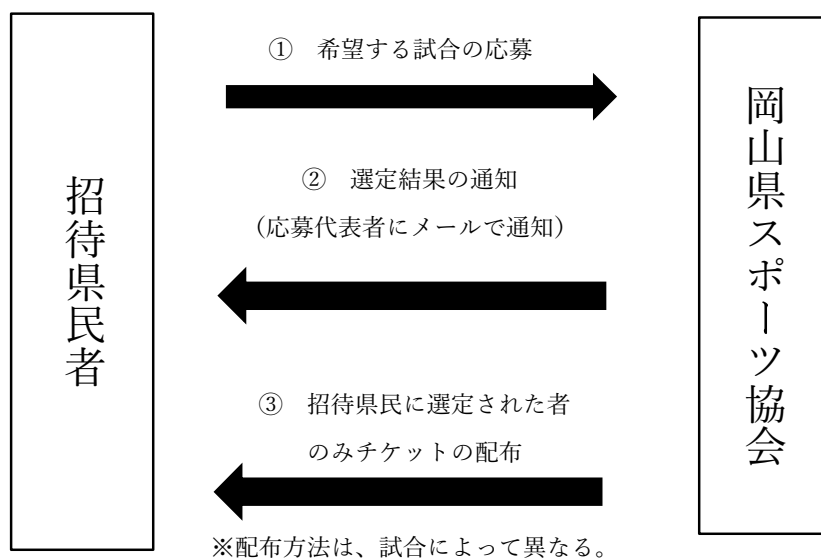 招待県民者
① 希望する試合の応募
② 選定結果の通知
(応募代表者にメールで通知)
③ 招待県民に選定された者
のみチケットの配布
※配布方法は、試合によって異なる。
岡山県スポーツ協会